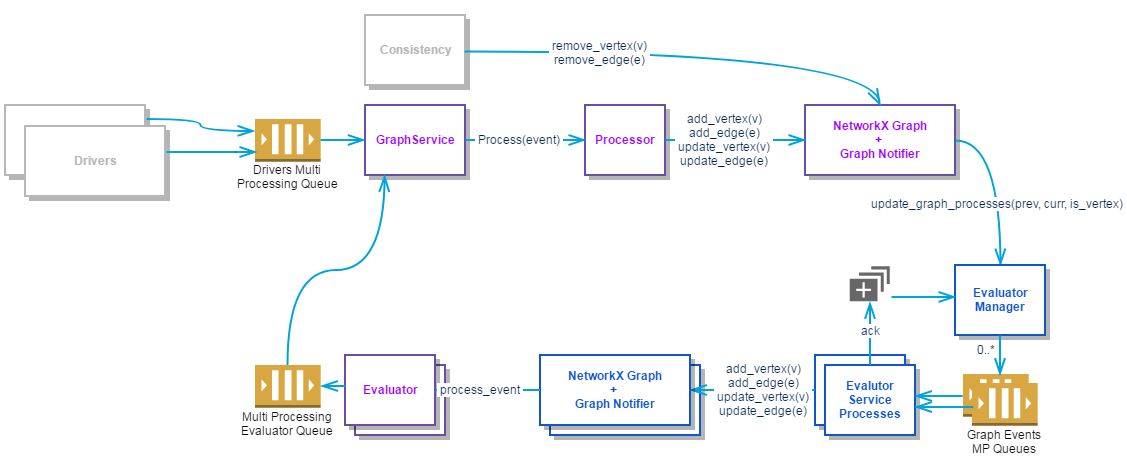 Consistency
remove_vertex(v)
remove_edge(e)
Drivers
Drivers Multi
Processing Queue
GraphService
Process(event)
Processor
add_vertex(v)
add_edge(e)
update_vertex(v)
update_edge(e)
NetworkX Graph
+
Graph Notifier
update_graph_processes(prev, curr, is_vertex)
Evaluator
Manager
ack
0..*
Multi Processing
Evaluator Queue
Evaluator
process_event
NetworkX Graph
+
Graph Notifier
add_vertex(v)
add_edge(e)
update_vertex(v)
update_edge(e)
Evalutor
Service
Processes
Graph Events
MP Queues